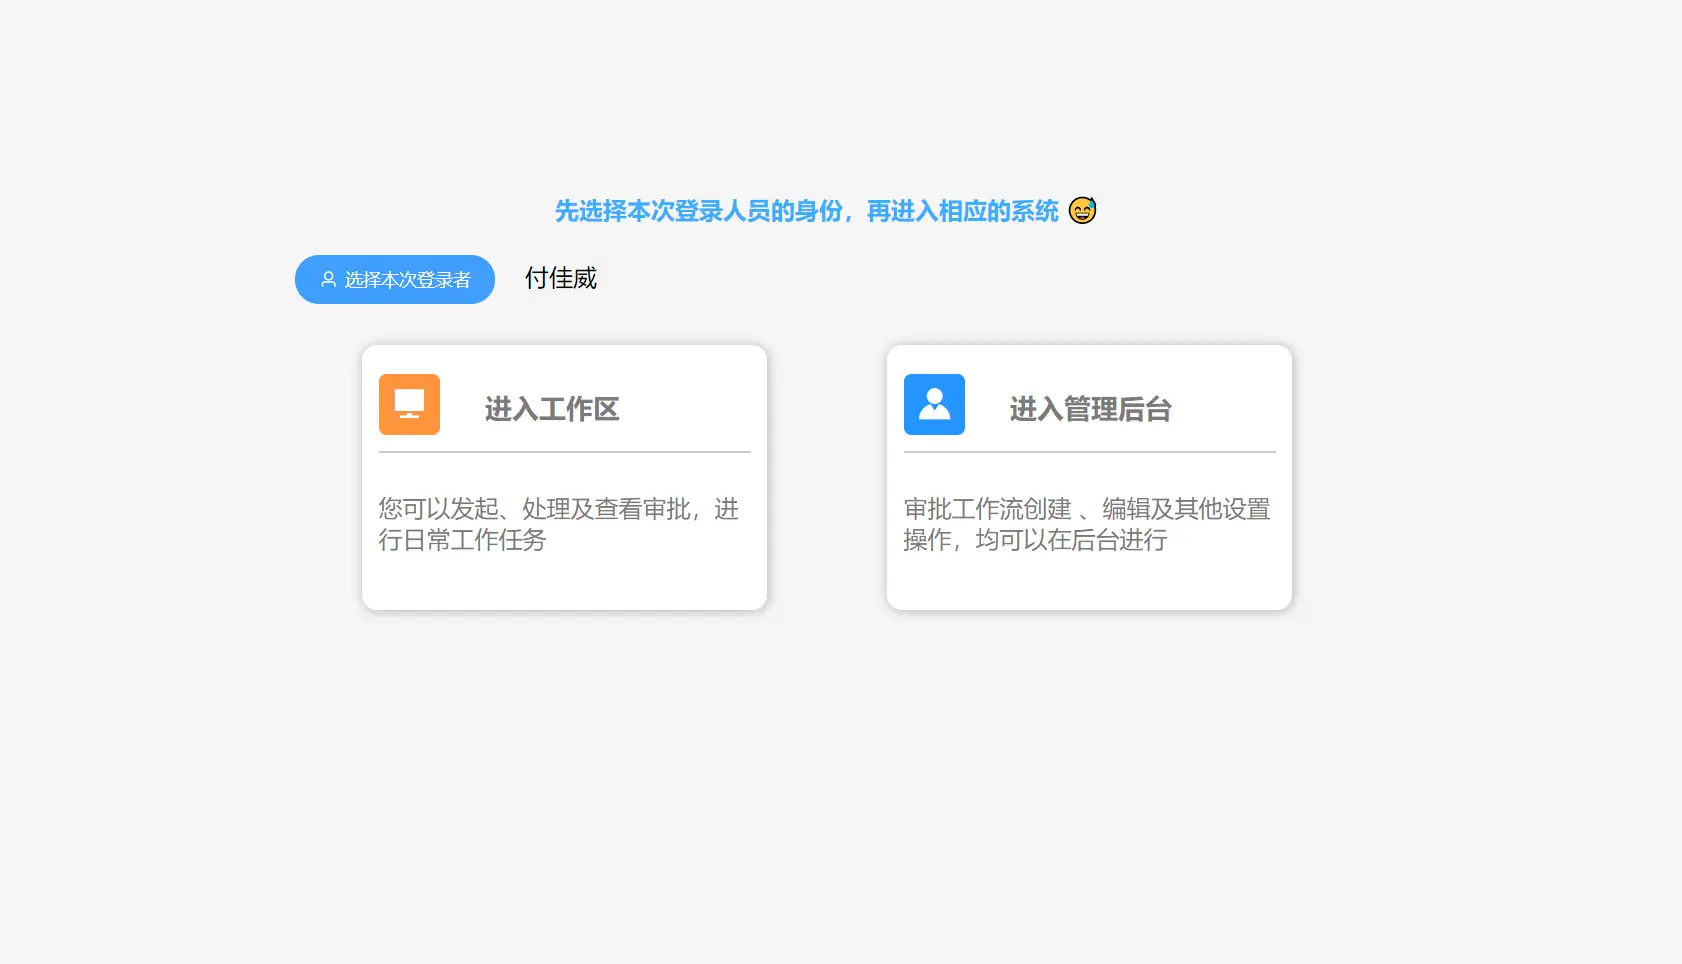 先选择本次登录人员的身份，再进入相应的系统 😅
选择本次登录者
付佳威
进入工作区
您可以发起、处理及查看审批，进
行日常工作任务
进入管理后台
审批工作流创建 、编辑及其他设置
操作，均可以在后台进行